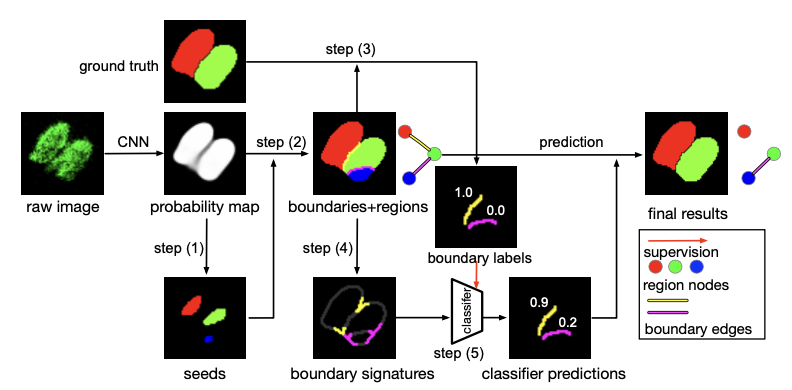 step (3)
ground truth
CNN
step (2)
prediction
raw image
probability map
boundaries+regions
1.0
0.0
final results
step (1)
step (4)
boundary labels
supervision
region nodes
boundary edges
classifer
0.9
0.2
step (5)
seeds
boundary signatures
classifier predictions